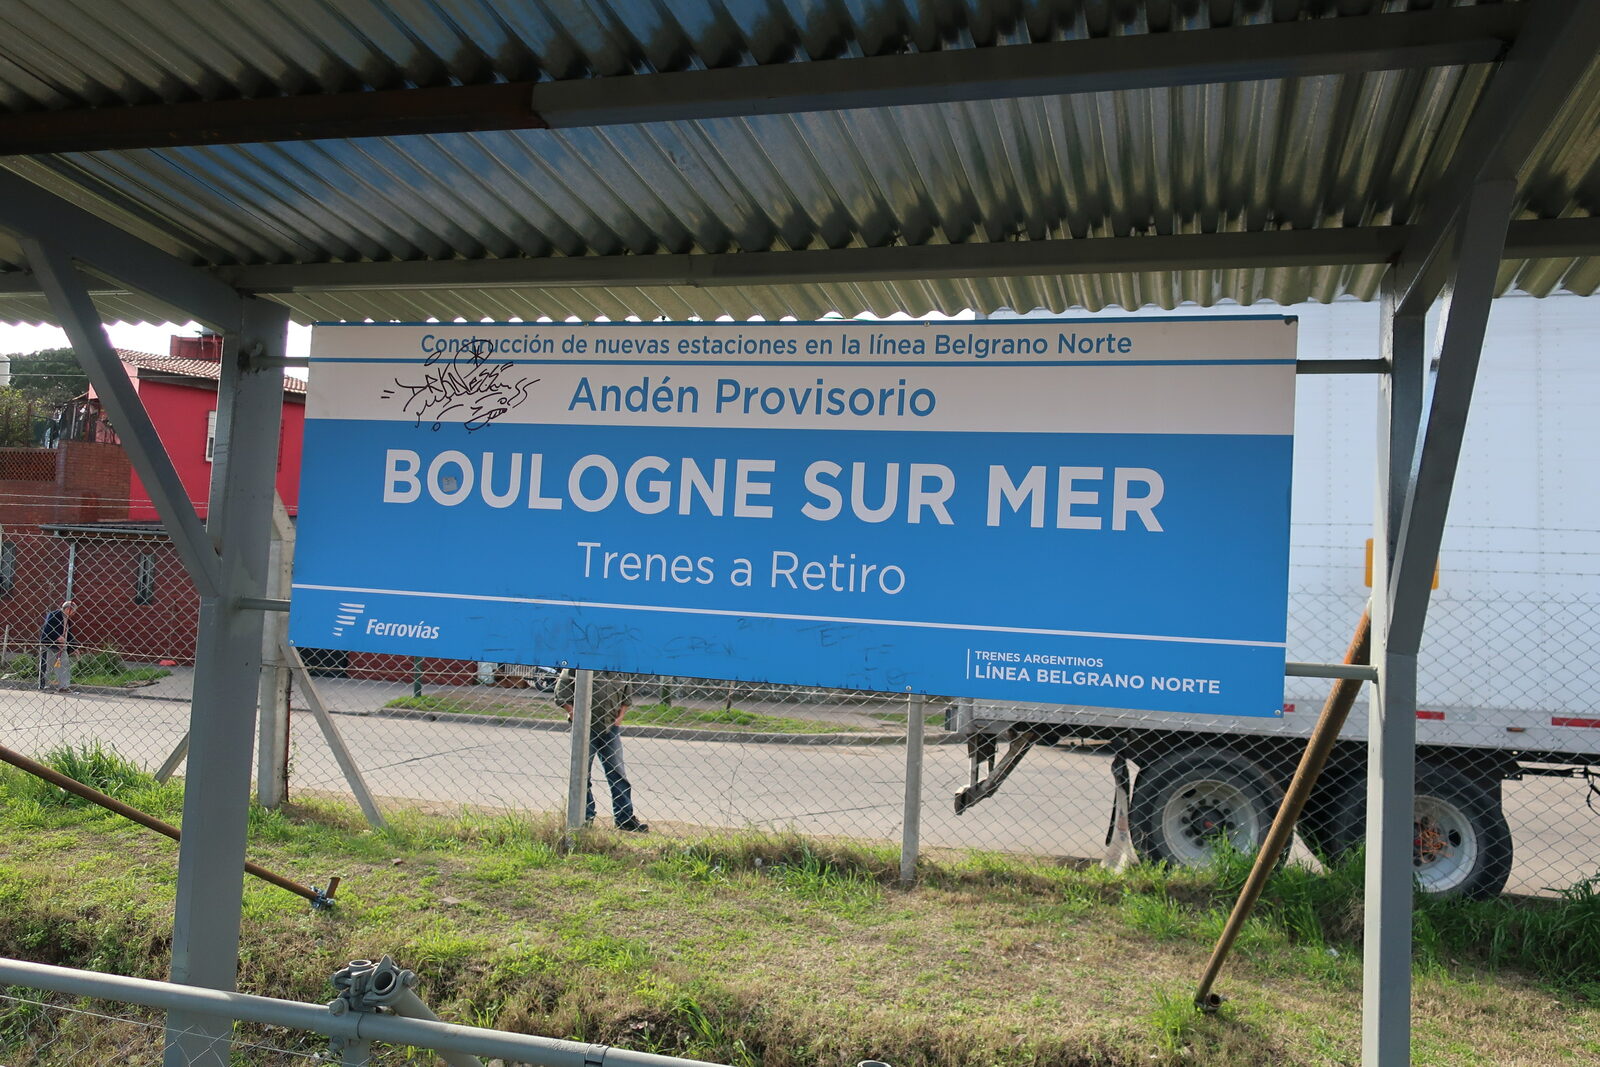 Construcción de nuevas estaciones en la línea Belgrano Norte
Andén Provisorio
BOULOGNE SUR MER
Trenes a Retiro
Ferrovías
TRENES ARGENTINOS
LÍNEA BELGRANO NORTE